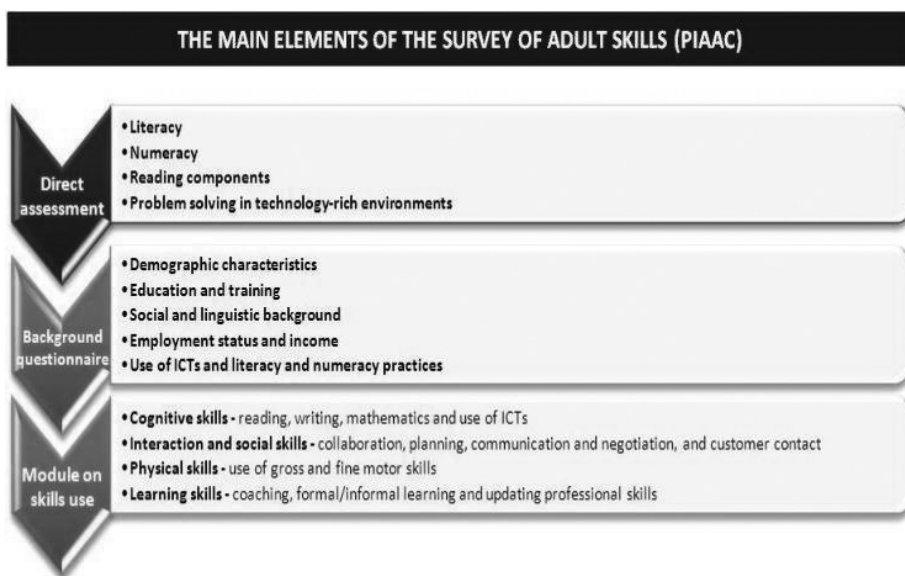 THE MAIN ELEMENTS OF THE SURVEY OF ADULT SKILLS (PIAAC)
Direct
assessment
• Literacy
• Numeracy
• Reading components
• Problem solving in technology-rich environments
Background
questionnaire
• Demographic characteristics
• Education and training
• Social and linguistic background
• Employment status and income
• Use of ICTs and literacy and numeracy practices
Module on
skills use
• Cognitive skills - reading, writing, mathematics and use of ICTs
• Interaction and social skills - collaboration, planning, communication and negotiation, and customer contact
• Physical skills - use of gross and fine motor skills
• Learning skills - coaching, formal/informal learning and updating professional skills